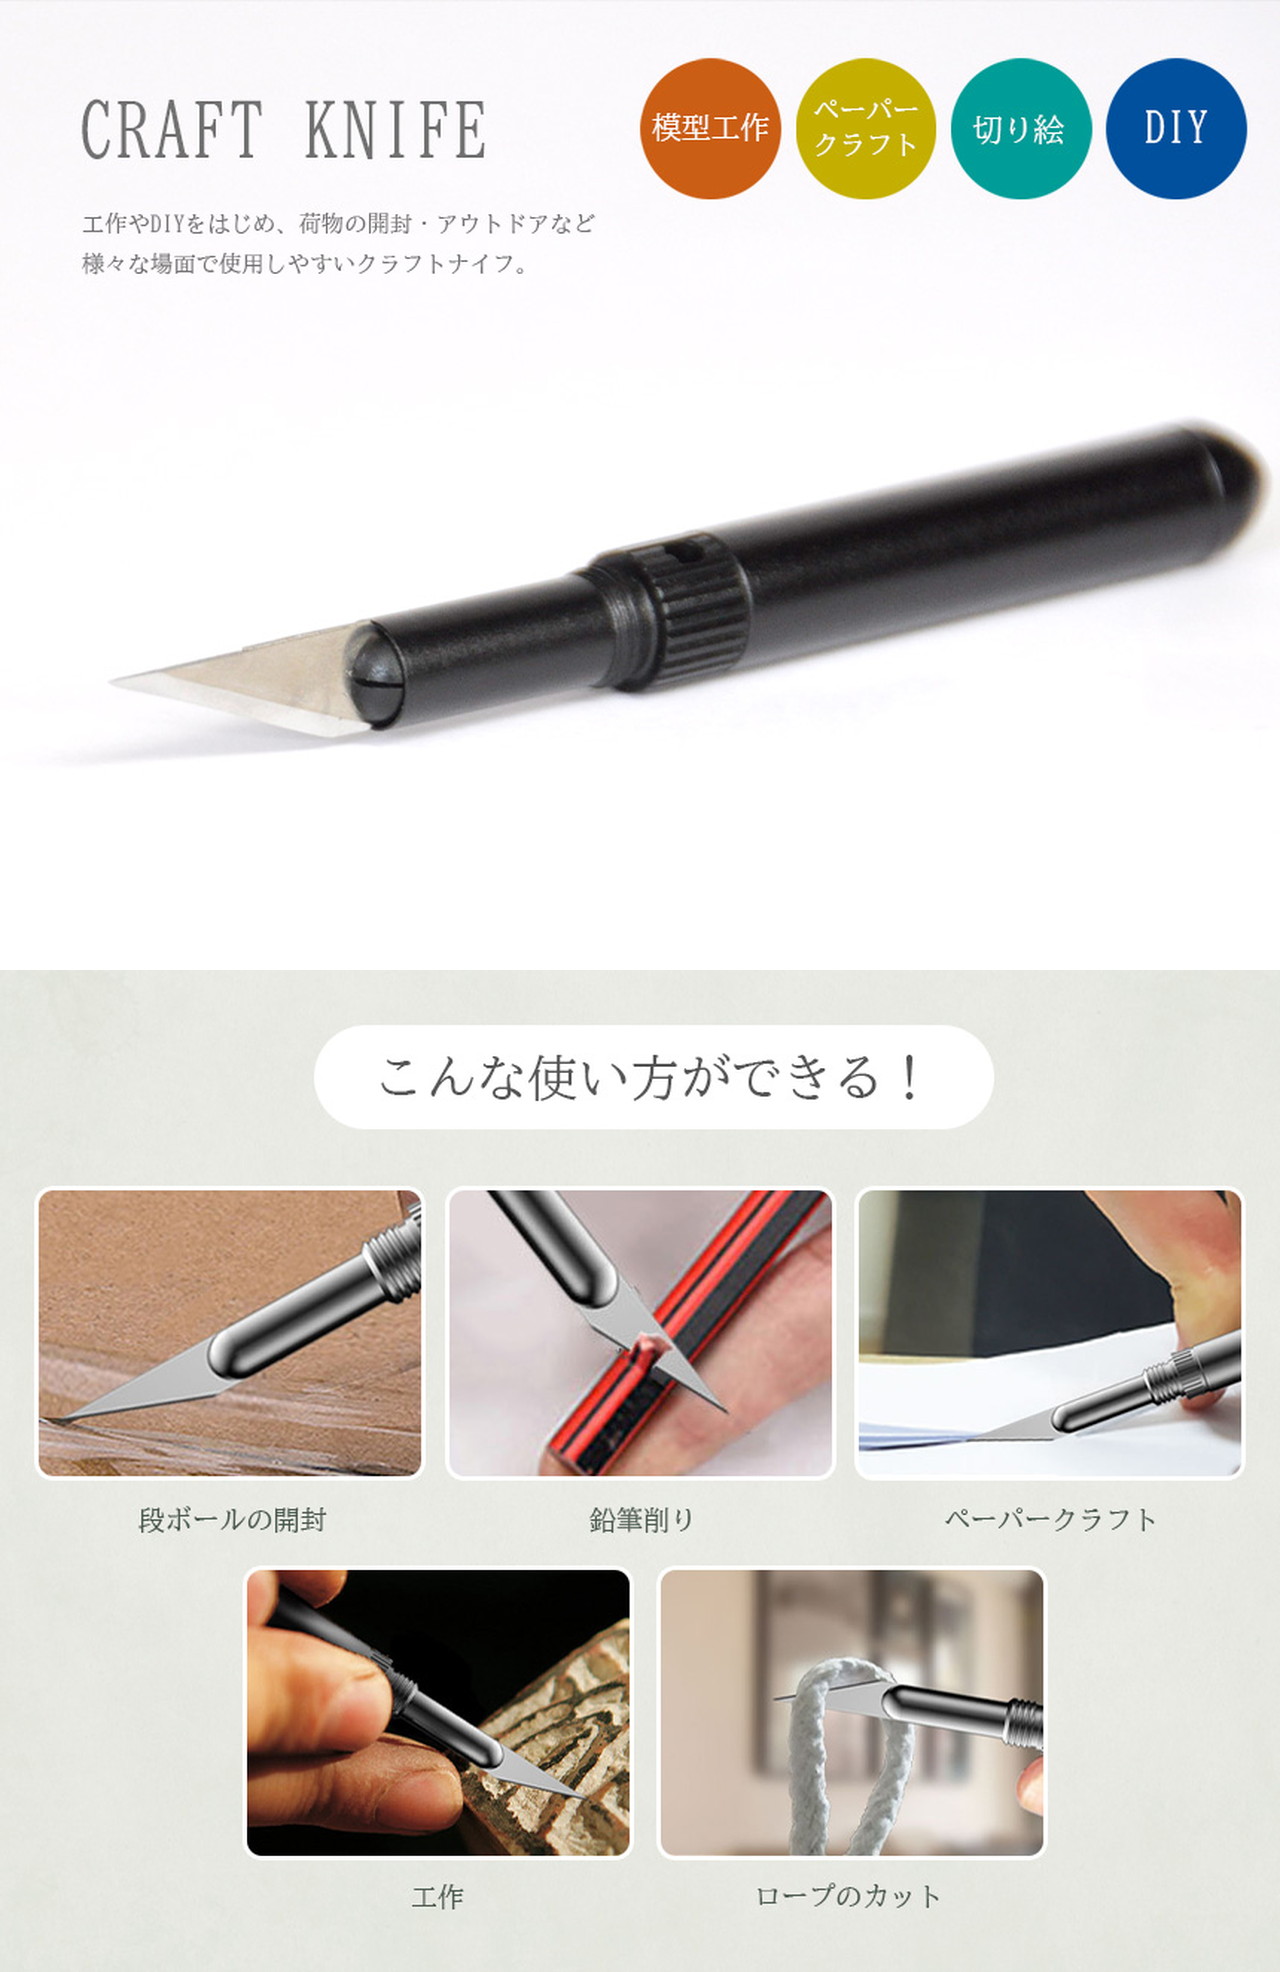 CRAFT KNIFE
模型工作
ペーパー
クラフト
切り絵
DIY
工作やDIYをはじめ、荷物の開封・アウトドアなど
様々な場面で使用しやすいクラフトナイフ。
こんな使い方ができる！
段ボールの開封
鉛筆削り
ペーパークラフト
工作
ロープのカット